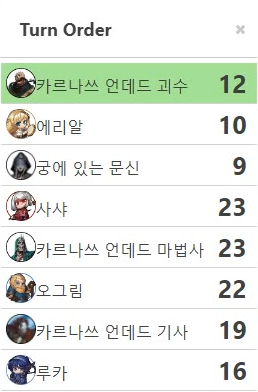 Turn Order ×
카르나쓰 언데드 괴수 12
에리알 10
궁에 있는 문신 9
사샤 23
카르나쓰 언데드 마법사 23
오그림 22
카르나쓰 언데드 기사 19
루카 16